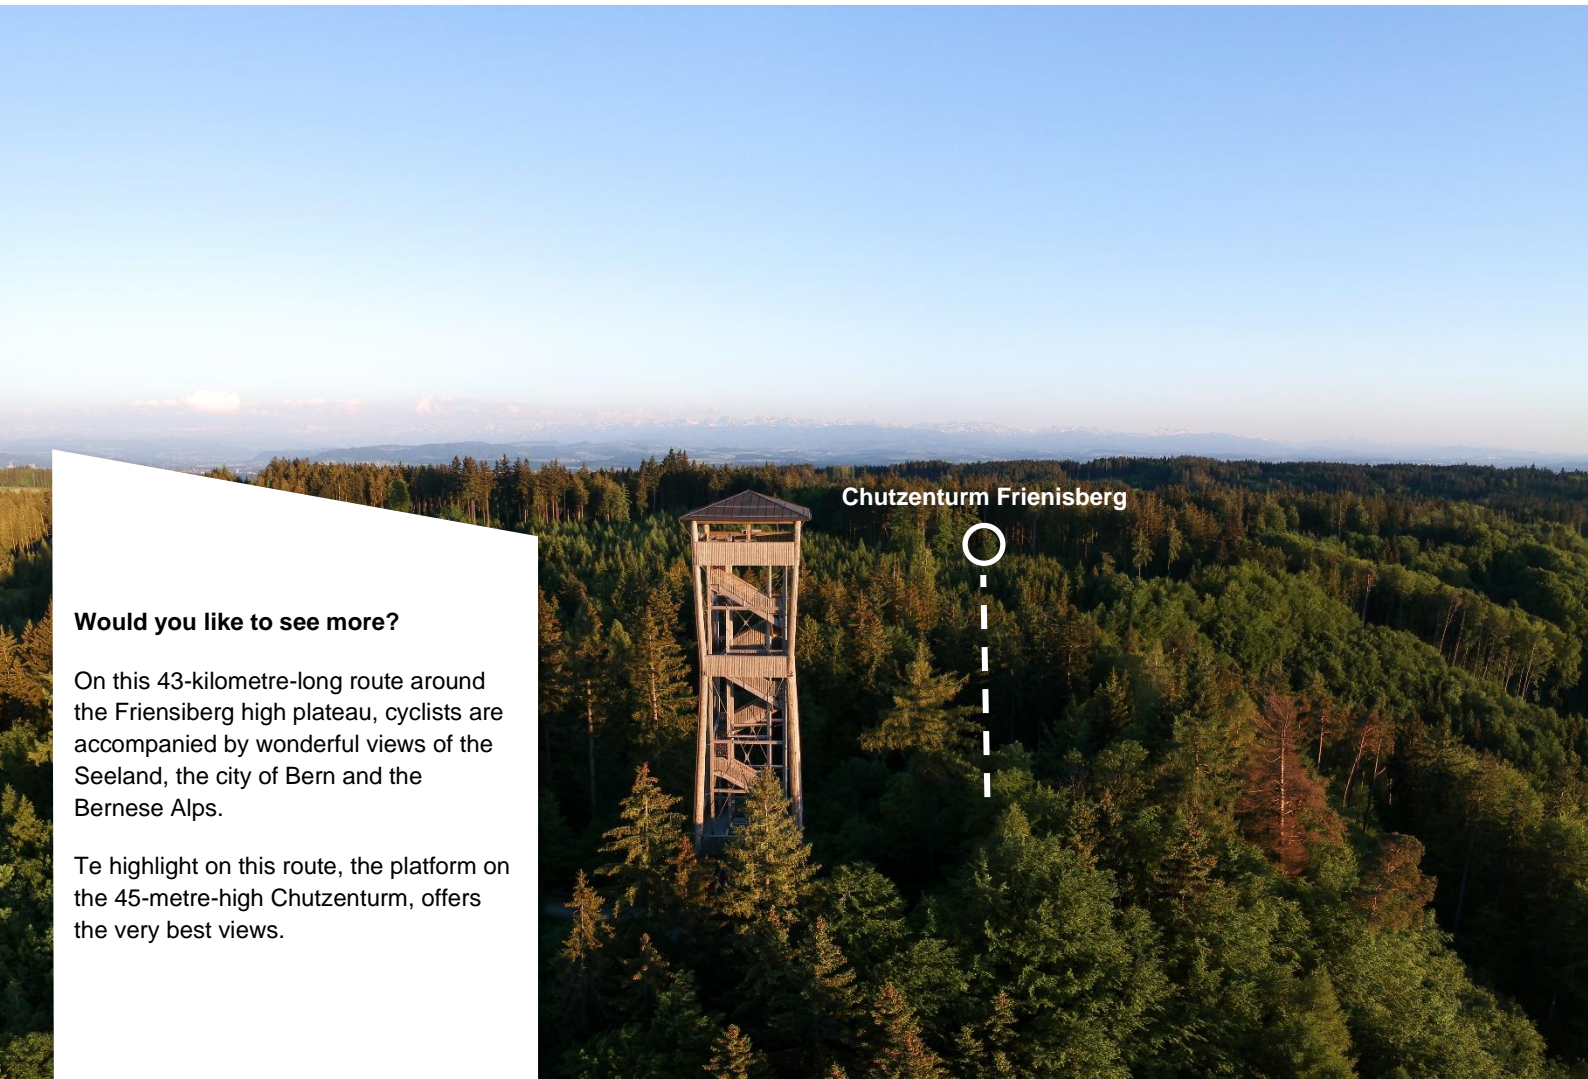 Chutzenturm Frienisberg
Would you like to see more?
On this 43-kilometre-long route around
the Friensiberg high plateau, cyclists are
accompanied by wonderful views of the
Seeland, the city of Bern and the
Bernese Alps.
Te highlight on this route, the platform on
the 45-metre-high Chutzenturm, offers
the very best views.